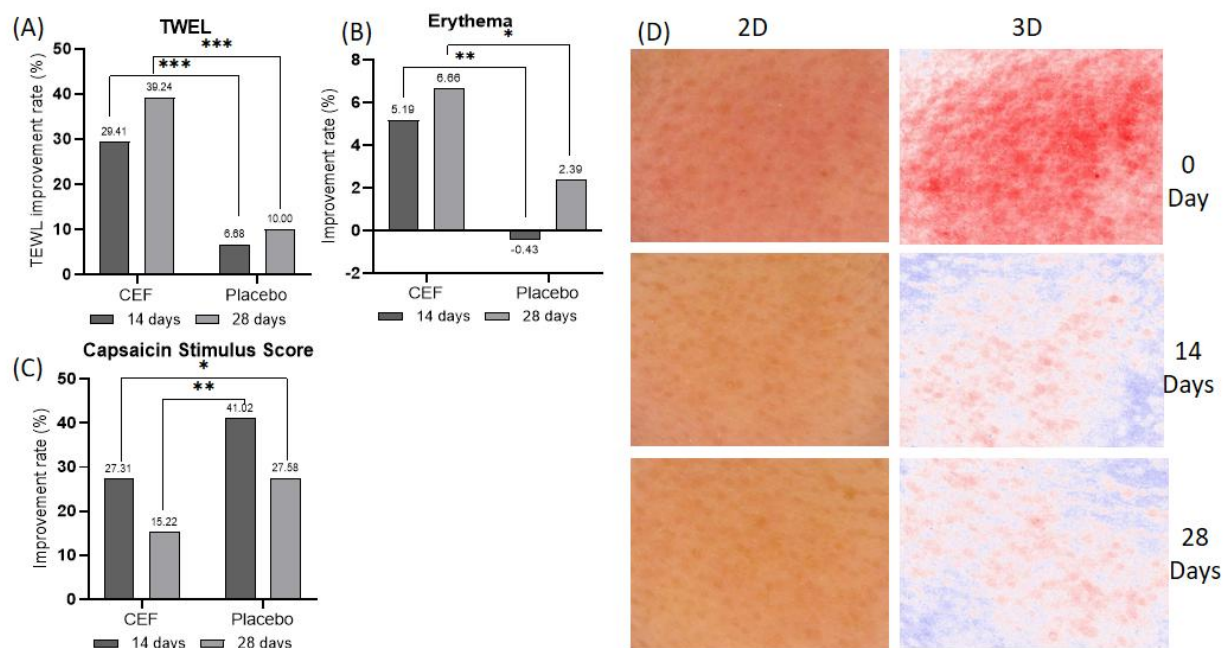 (A)
TWEL
TEWL improvement rate (%)
50
40
30
20
10
0
***
***
29.41
39.24
6.68
10.00
CEF Placebo
14 days 28 days
(B)
Erythema
Improvement rate (%)
8
6
4
2
0
-2
*
**
5.19
6.66
-0.43
2.39
CEF Placebo
14 days 28 days
(C)
Capsaicin Stimulus Score
Improvement rate (%)
50
40
30
20
10
0
*
**
27.31
15.22
41.02
27.58
CEF Placebo
14 days 28 days
(D)
2D 3D
0
Day
14
Days
28
Days